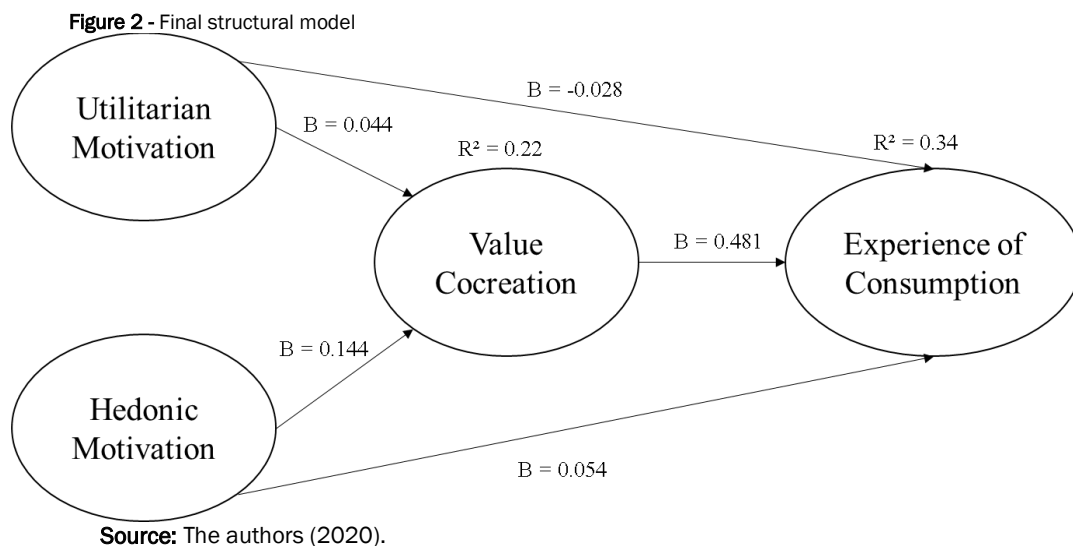 Figure 2 - Final structural model
Utilitarian
Motivation
B = -0.028
B = 0.044
R² = 0.22
R² = 0.34
Value
Cocreation
B = 0.481
Experience of
Consumption
B = 0.144
Hedonic
Motivation
B = 0.054
Source: The authors (2020).